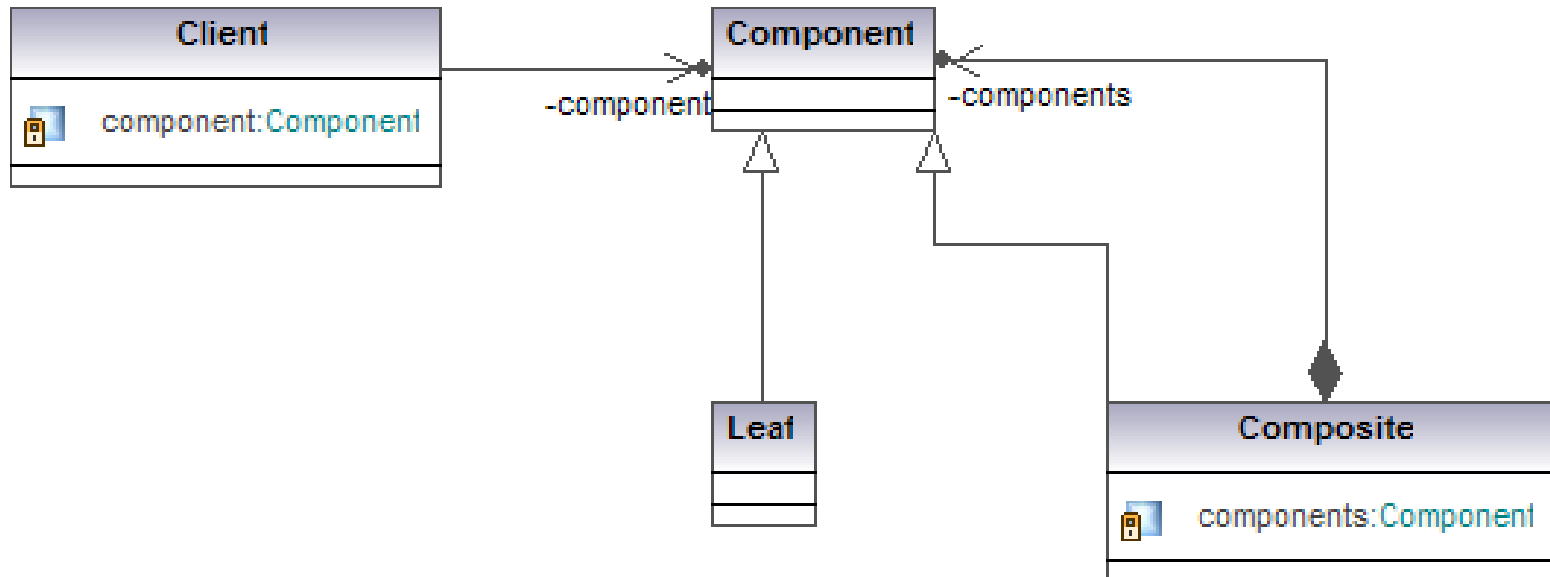 Client
Component
component:Component
-component
-components
Leaf
Composite
components:Component